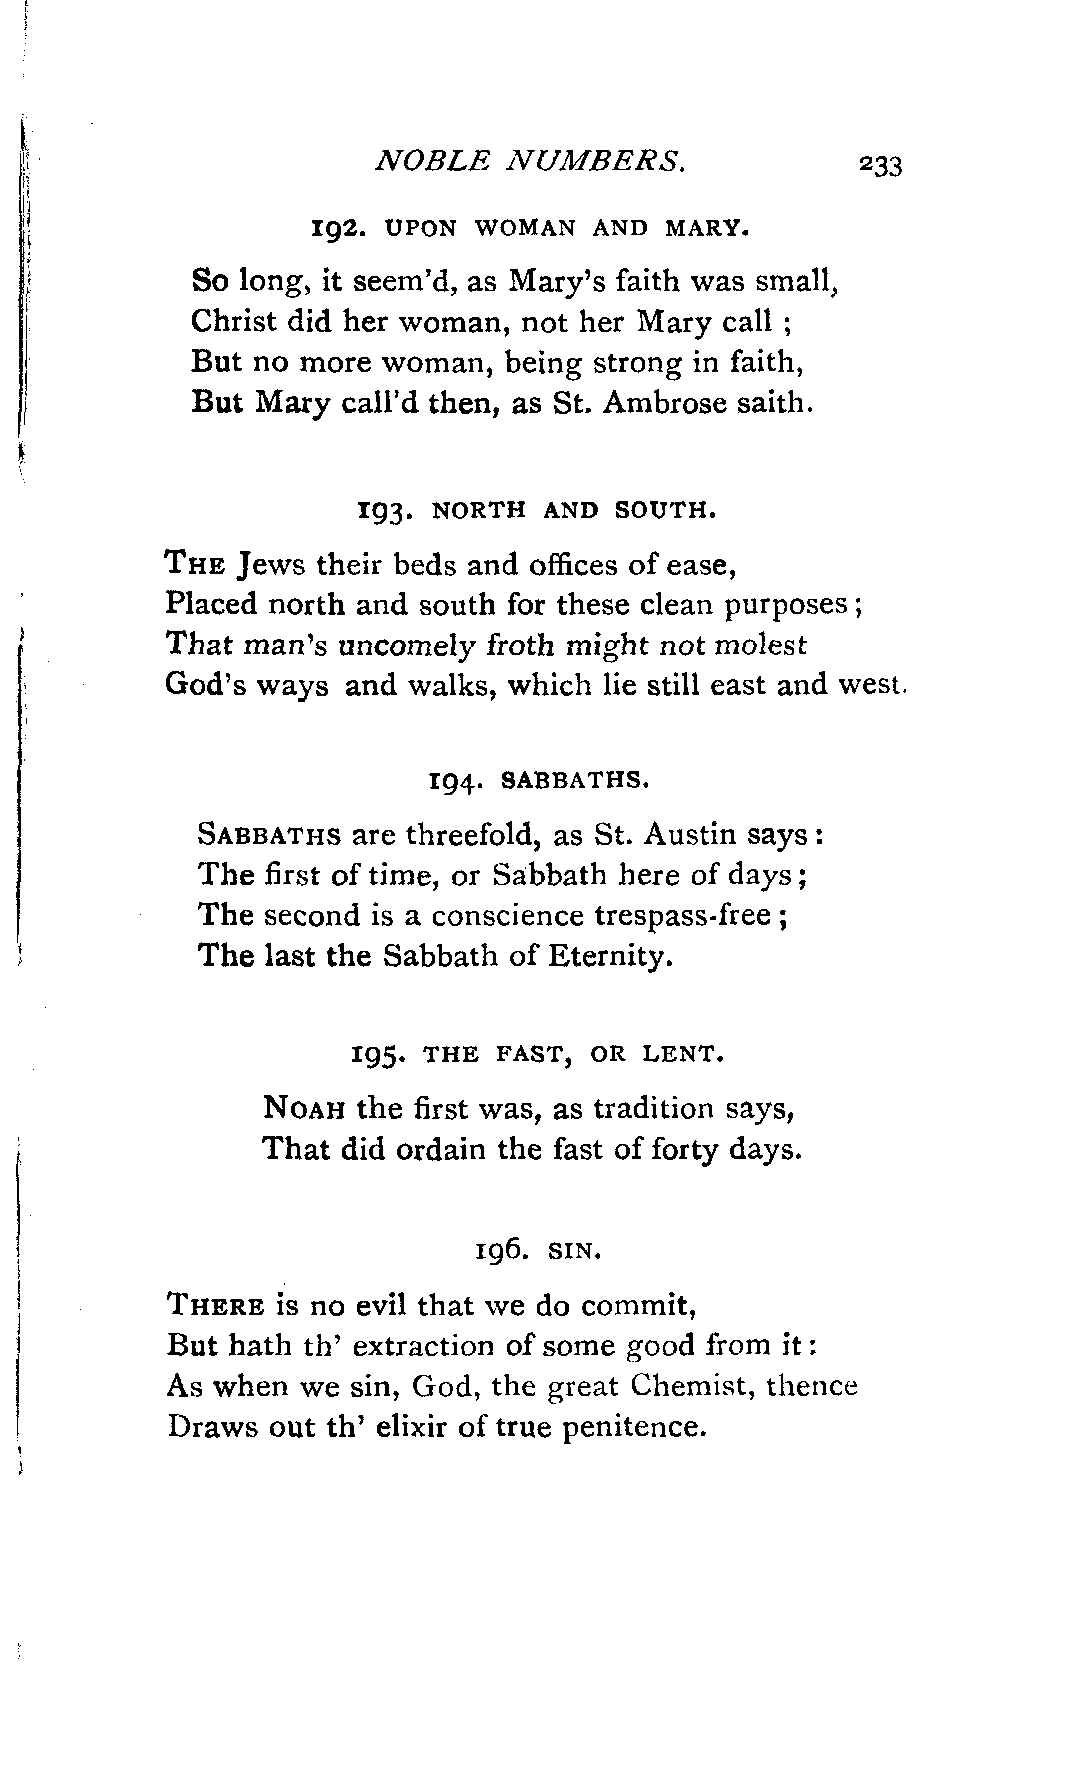 NOBLE NUMBERS. 233
192. UPON WOMAN AND MARY.
So long, it seem'd, as Mary's faith was small,
Christ did her woman, not her Mary call ;
But no more woman, being strong in faith,
But Mary call'd then, as St. Ambrose saith.
193. NORTH AND SOUTH.
THE Jews their beds and offices of ease,
Placed north and south for these clean purposes ;
That man's uncomely froth might not molest
God's ways and walks, which lie still east and west.
194. SABBATHS.
SABBATHS are threefold, as St. Austin says :
The first of time, or Sabbath here of days ;
The second is a conscience trespass-free ;
The last the Sabbath of Eternity.
195. THE FAST, OR LENT.
NOAH the first was, as tradition says,
That did ordain the fast of forty days.
196. SIN.
THERE is no evil that we do commit,
But hath th' extraction of some good from it :
As when we sin, God, the great Chemist, thence
Draws out th' elixir of true penitence.